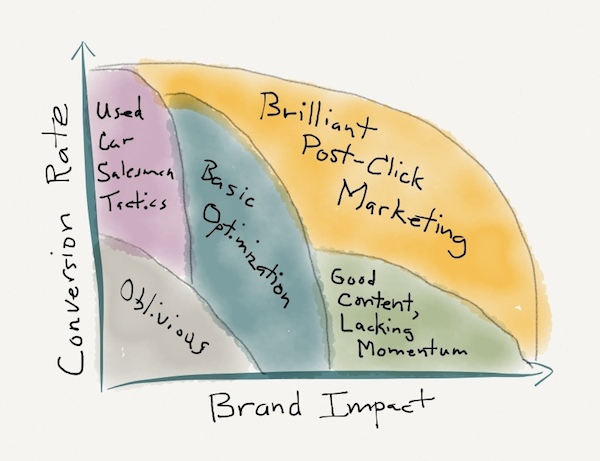 Conversion Rate
Used
Car
Salesmen
Tactics
Brilliant
Post-Click
Marketing
Basic
Optimization
Oblivious
Good
Content,
Lacking
Momentum
Brand Impact